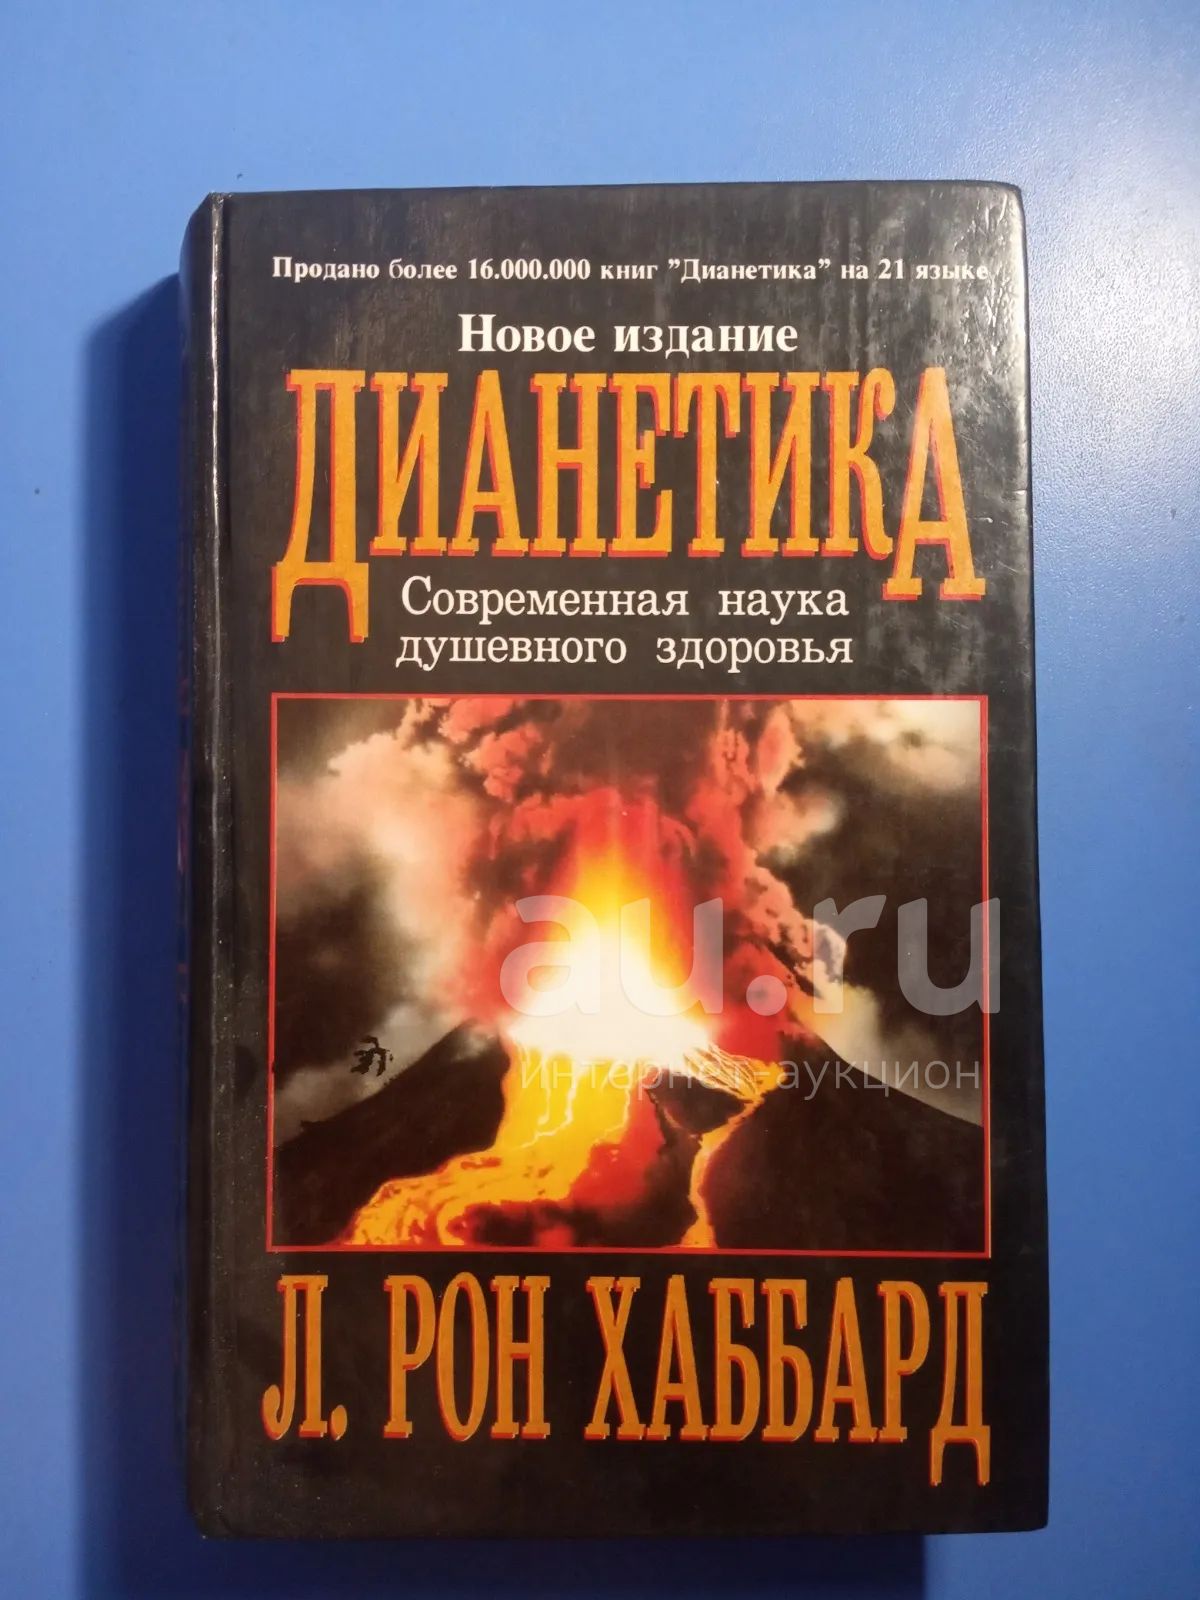 Продано более 16.000.000 книг "Дианетика" на 21 языке
Новое издание
ДИАНЕТИКА
Современная наука
душевного здоровья
au.ru
интернет-аукцион
Л. РОН ХАББАРД